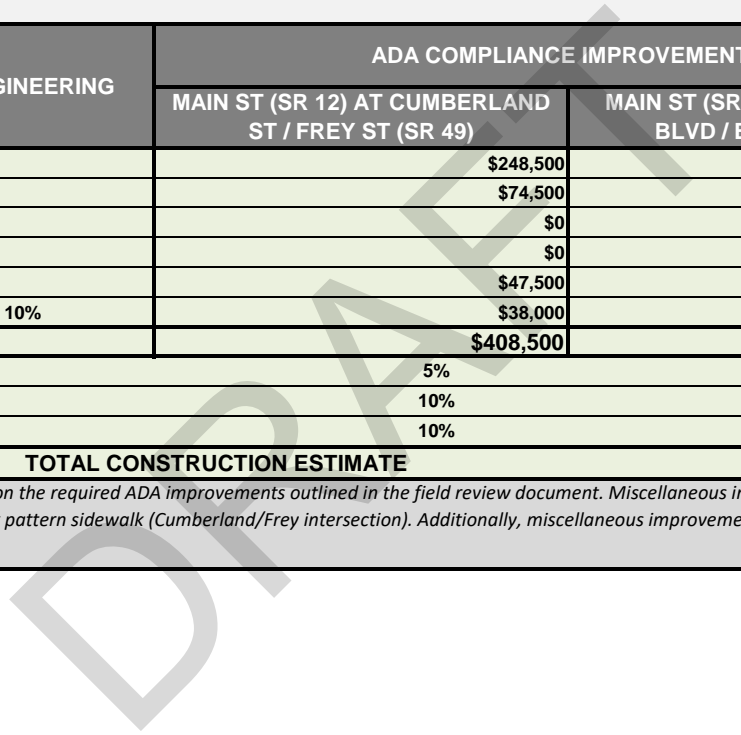 GINEERING
ADA COMPLIANCE IMPROVEMENT
MAIN ST (SR 12) AT CUMBERLAND
ST / FREY ST (SR 49)
MAIN ST (SR
BLVD / E
$248,500
$74,500
$0
$0
$47,500
10%
$38,000
$408,500
5%
10%
10%
TOTAL CONSTRUCTION ESTIMATE
on the required ADA improvements outlined in the field review document. Miscellaneous i
pattern sidewalk (Cumberland/Frey intersection). Additionally, miscellaneous improveme
DRAFT